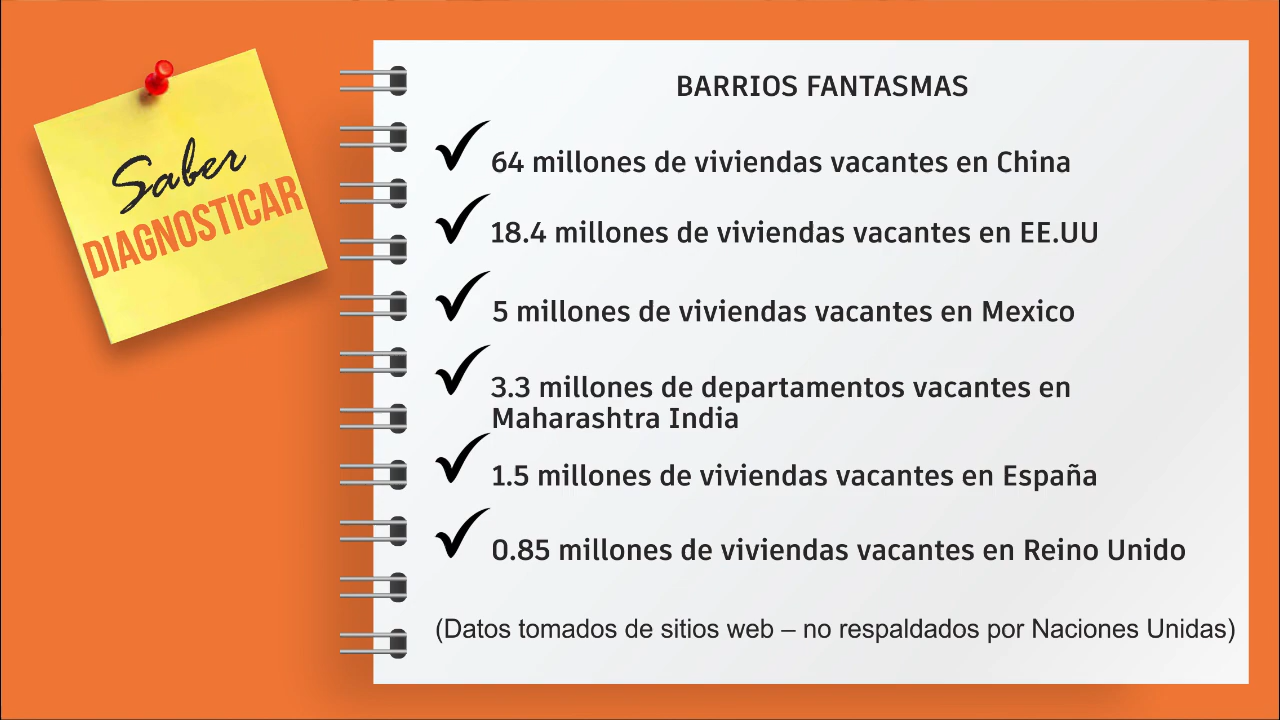 Saber
DIAGNOSTICAR
BARRIOS FANTASMAS
64 millones de viviendas vacantes en China
18.4 millones de viviendas vacantes en EE.UU
5 millones de viviendas vacantes en Mexico
3.3 millones de departamentos vacantes en
Maharashtra India
1.5 millones de viviendas vacantes en España
0.85 millones de viviendas vacantes en Reino Unido
(Datos tomados de sitios web – no respaldados por Naciones Unidas)